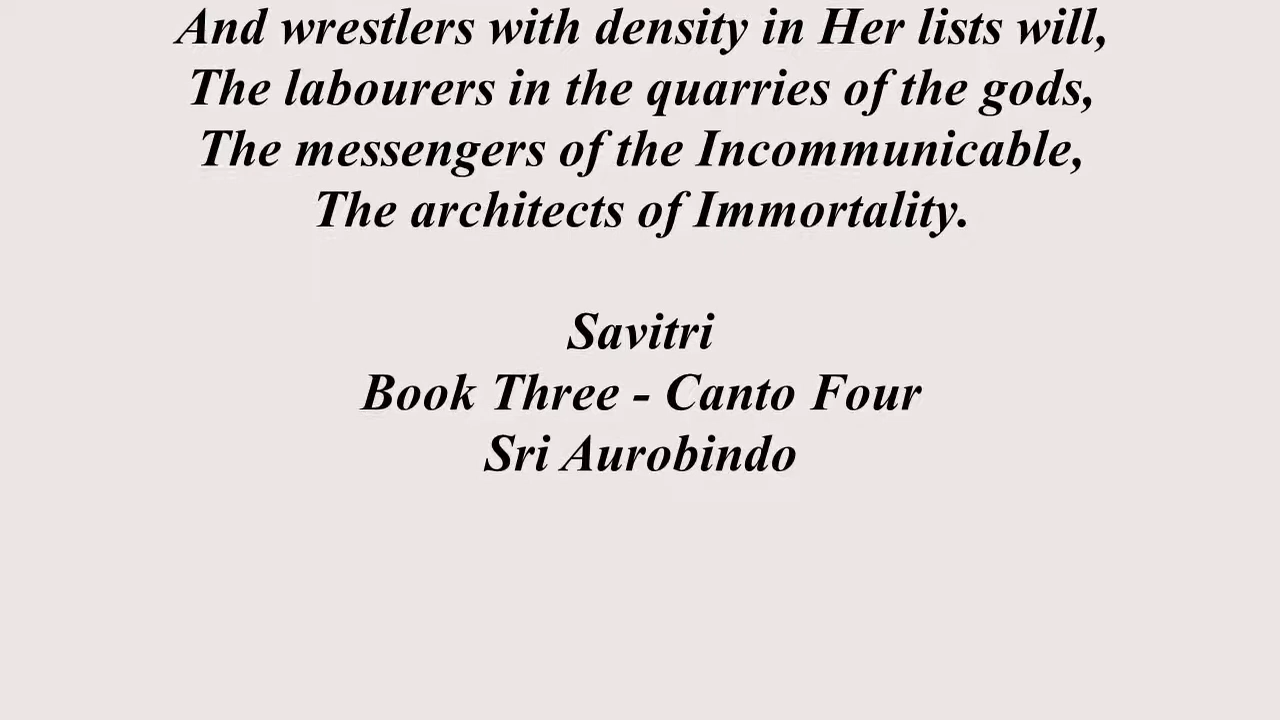 And wrestlers with density in Her lists will,
The labourers in the quarries of the gods,
The messengers of the Incommunicable,
The architects of Immortality.
Savitri
Book Three - Canto Four
Sri Aurobindo